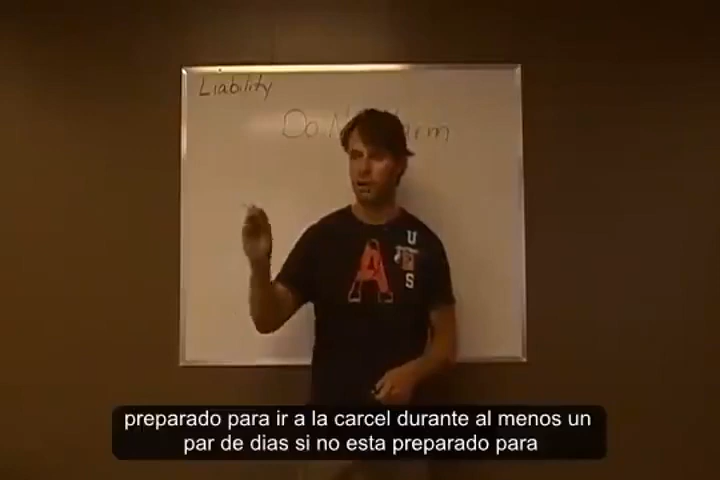 Liability
Do
U
A
S
preparado para ir a la carcel durante al menos un
par de dias si no esta preparado para